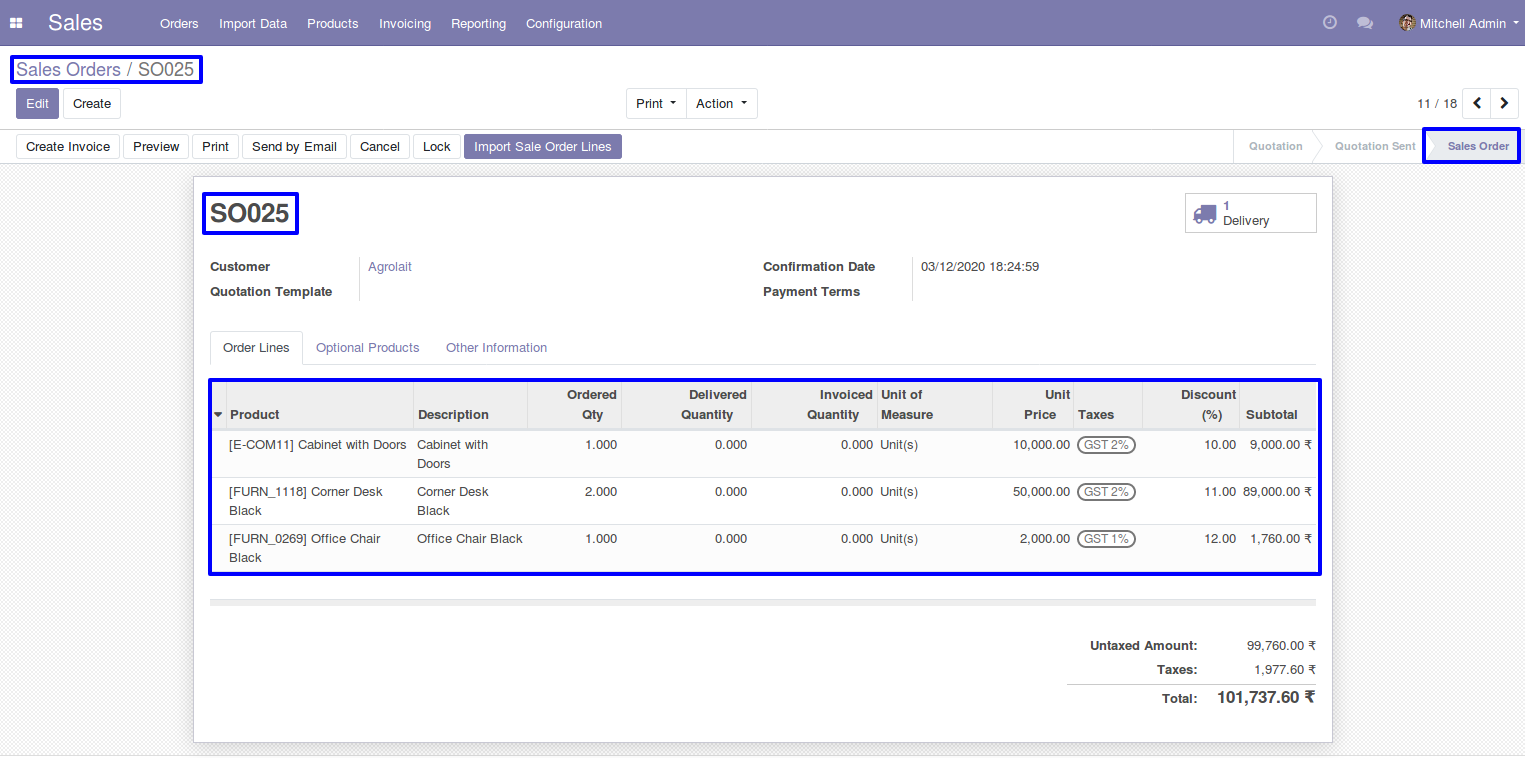 Sales Orders Import Data Products Invoicing Reporting Configuration Mitchell Admin
Sales Orders / SO025
Edit Create Print Action 11 / 18
Create Invoice Preview Print Send by Email Cancel Lock Import Sale Order Lines Quotation Quotation Sent Sales Order
SO025
1
Delivery
Customer Agrolait Confirmation Date 03/12/2020 18:24:59
Quotation Template Payment Terms
Order Lines Optional Products Other Information
Product Description Ordered Qty Delivered Quantity Invoiced Quantity Unit of Measure Unit Price Taxes Discount (%) Subtotal
[E-COM11] Cabinet with Doors Cabinet with Doors 1.000 0.000 0.000 Unit(s) 10,000.00 GST 2% 10.00 9,000.00 ₹
[FURN_1118] Corner Desk Black Corner Desk Black 2.000 0.000 0.000 Unit(s) 50,000.00 GST 2% 11.00 89,000.00 ₹
[FURN_0269] Office Chair Black Office Chair Black 1.000 0.000 0.000 Unit(s) 2,000.00 GST 1% 12.00 1,760.00 ₹
Untaxed Amount: 99,760.00 ₹
Taxes: 1,977.60 ₹
Total: 101,737.60 ₹